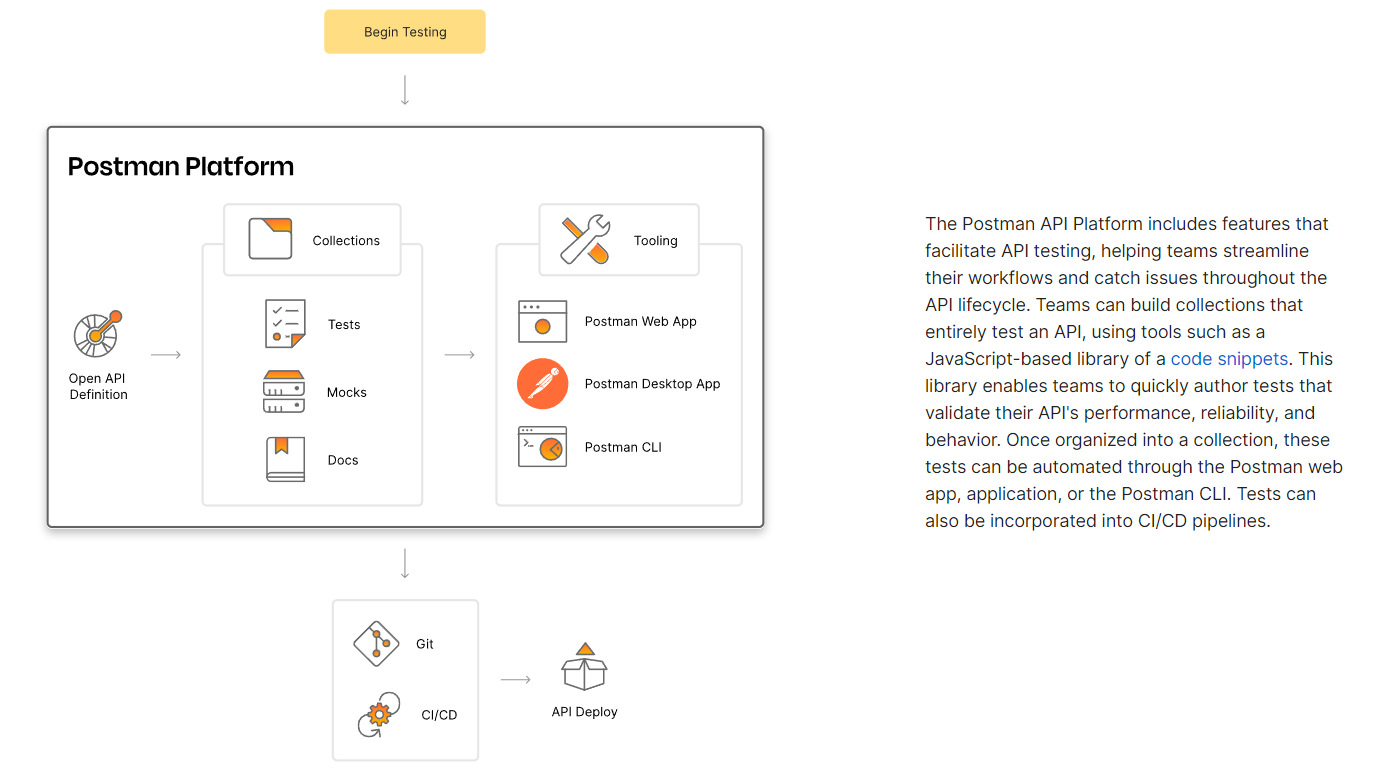 Begin Testing
Postman Platform
Collections
Tooling
Open API
Definition
Tests
Mocks
Docs
Postman Web App
Postman Desktop App
Postman CLI
Git
CI/CD
API Deploy
The Postman API Platform includes features that
facilitate API testing, helping teams streamline
their workflows and catch issues throughout the
API lifecycle. Teams can build collections that
entirely test an API, using tools such as a
JavaScript-based library of a code snippets. This
library enables teams to quickly author tests that
validate their API's performance, reliability, and
behavior. Once organized into a collection, these
tests can be automated through the Postman web
app, application, or the Postman CLI. Tests can
also be incorporated into CI/CD pipelines.